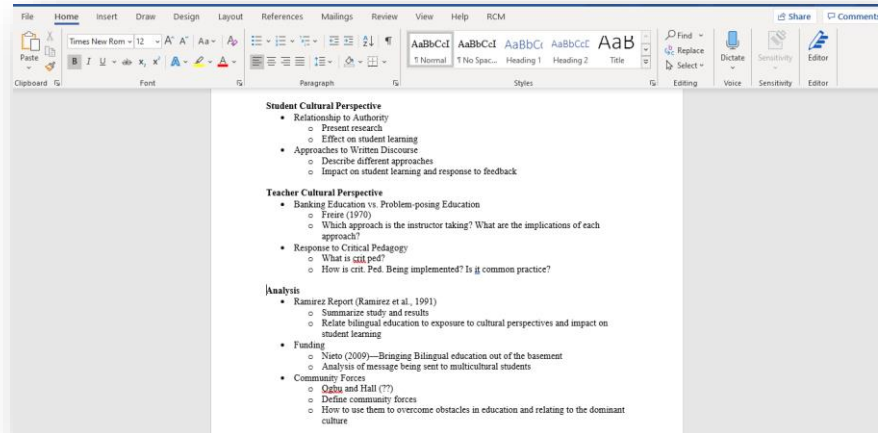 File Home Insert Draw Design Layout References Mailings Review View Help RCM Share Comments
Times New Rom 12 A A Aa A
AaBbCcI AaBbCcI AaBbCc AaBbCcC AaB
Find
Replace
Select
Paste
B I U ab x, x² A A
¶ Normal ¶ No Spac... Heading 1 Heading 2 Title
Dictate Sensitivity Editor
Clipboard Font Paragraph Styles Editing Voice Sensitivity Editor
Student Cultural Perspective
• Relationship to Authority
o Present research
o Effect on student learning
• Approaches to Written Discourse
o Describe different approaches
o Impact on student learning and response to feedback
Teacher Cultural Perspective
• Banking Education vs. Problem-posing Education
o Freire (1970)
o Which approach is the instructor taking? What are the implications of each
approach?
• Response to Critical Pedagogy
o What is crit ped?
o How is crit. Ped. Being implemented? Is it common practice?
Analysis
• Ramirez Report (Ramirez et al., 1991)
o Summarize study and results
o Relate bilingual education to exposure to cultural perspectives and impact on
student learning
• Funding
o Nieto (2009)—Bringing Bilingual education out of the basement
o Analysis of message being sent to multicultural students
• Community Forces
o Ogbu and Hall (??)
o Define community forces
o How to use them to overcome obstacles in education and relating to the dominant
culture